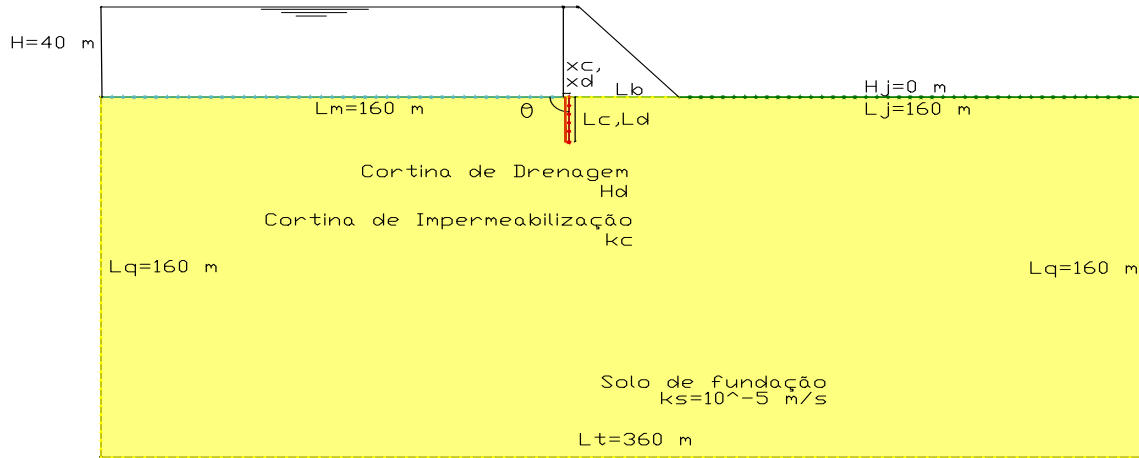 H=40 m
xc,
xd
Lb
Hj=0 m
Lm=160 m
θ
Lc,Ld
Lj=160 m
Cortina de Drenagem
Hd
Cortina de Impermeabilização
kc
Lq=160 m
Lq=160 m
Solo de fundação
ks=10^-5 m/s
Lt=360 m